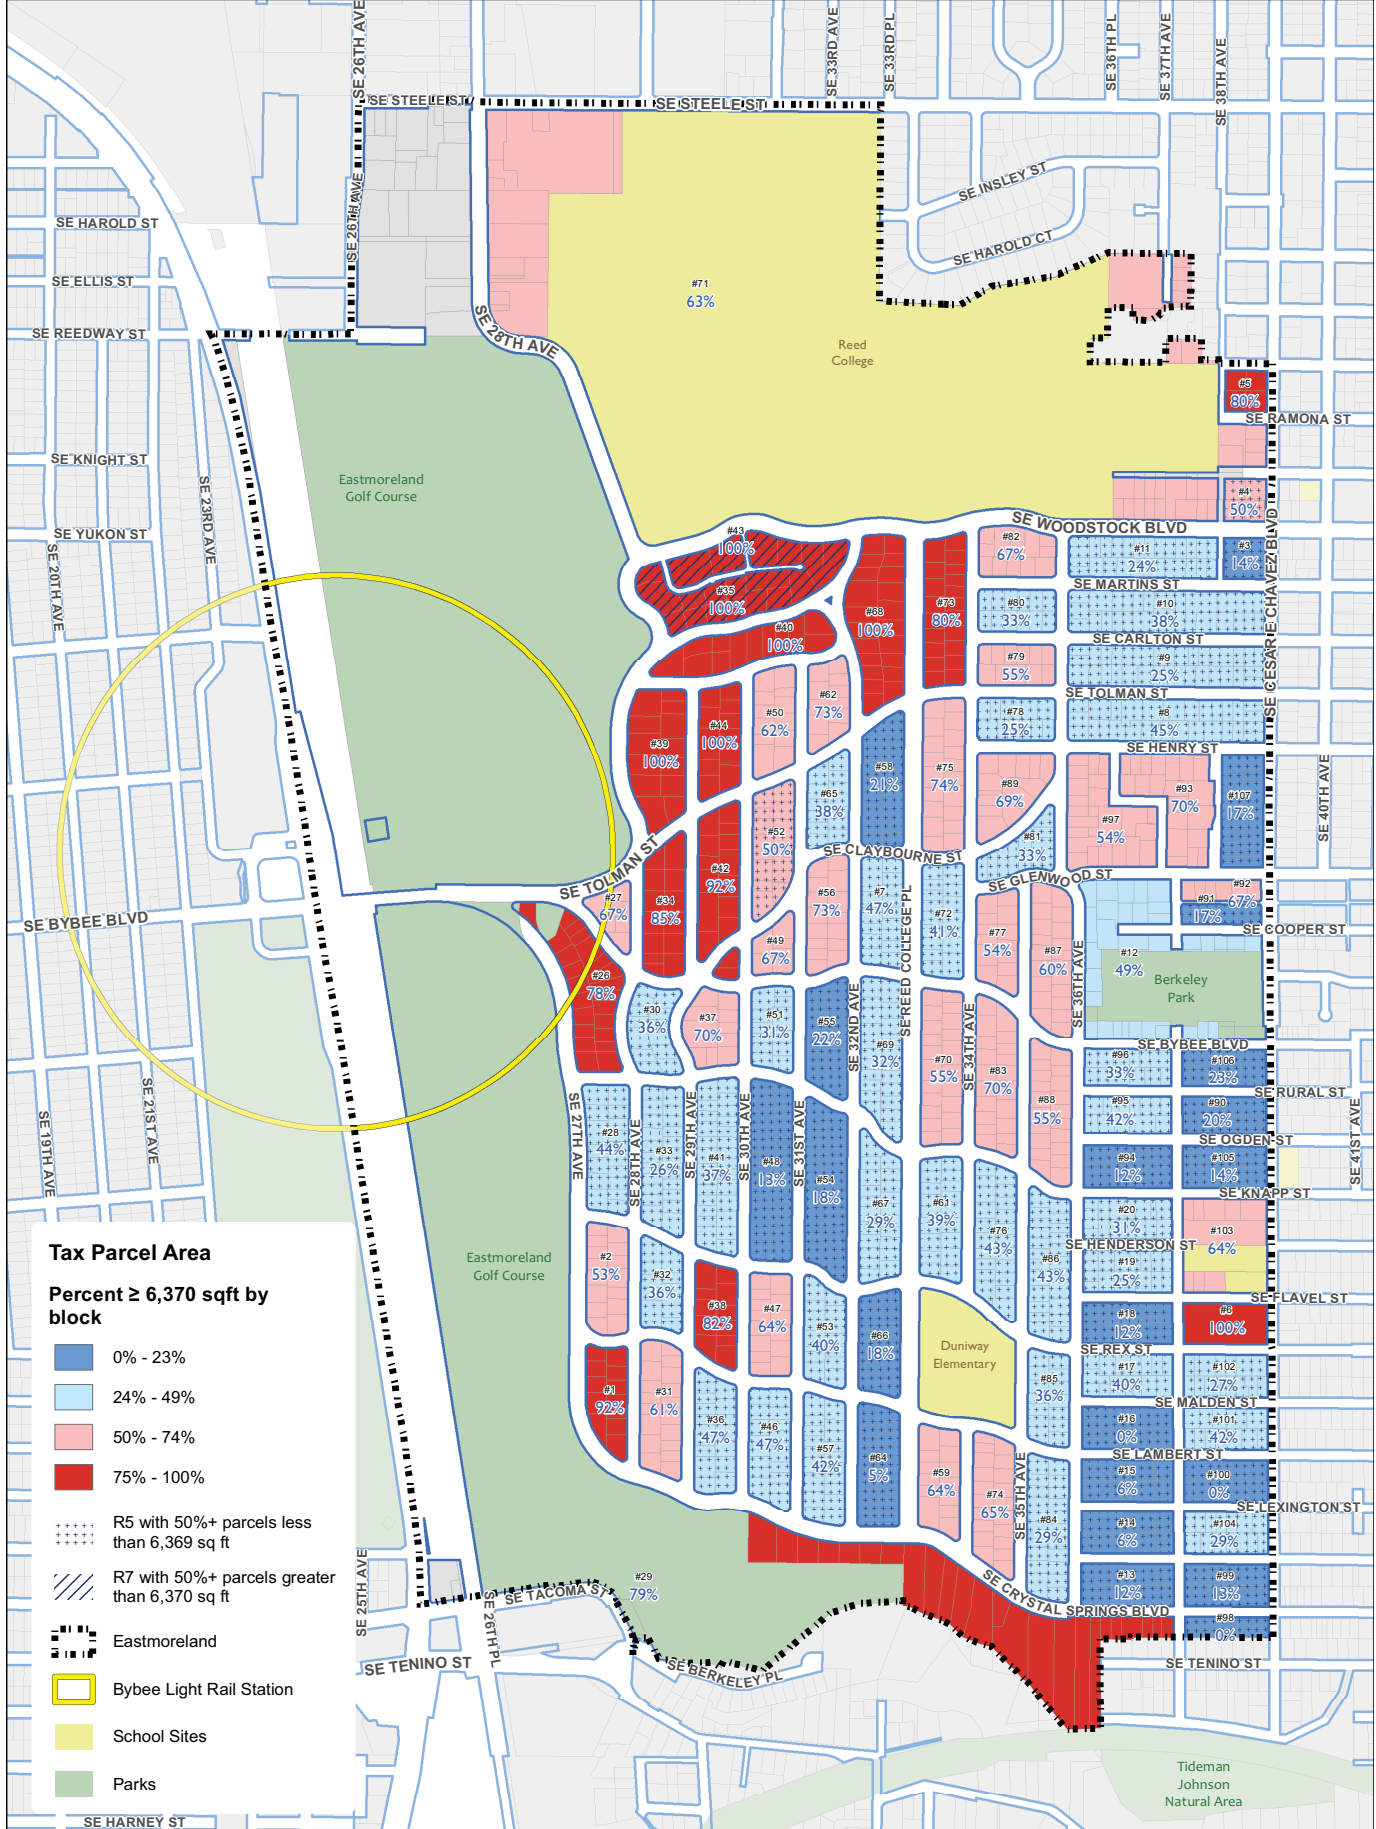 SE 26TH AVE
SE 33RD AVE
SE 33RD PL
SE 36TH PL
SE 37TH AVE
SE 38TH AVE
SE STEELE ST
SE STEELE ST
SE INSLEY ST
SE HAROLD CT
SE 26TH AVE
SE HAROLD ST
SE ELLIS ST
SE REEDWAY ST
SE 28TH AVE
#71
63%
Reed
College
#5
80%
SE RAMONA ST
SE KNIGHT ST
SE 23RD AVE
Eastmoreland
Golf Course
SE YUKON ST
SE 20TH AVE
#4
50%
SE WOODSTOCK BLVD
SE CESAR E CHAVEZ BLVD
#43
100%
#35
100%
#40
100%
#68
100%
#73
80%
#82
67%
#11
24%
#3
14%
SE MARTINS ST
#80
33%
#10
38%
SE CARLTON ST
#79
55%
#9
25%
SE TOLMAN ST
#78
25%
#8
45%
SE HENRY ST
#39
100%
#44
100%
#50
62%
#62
73%
#58
21%
#75
74%
#89
69%
#97
54%
#93
70%
#107
17%
SE 40TH AVE
#65
38%
#52
50%
#81
33%
SE CLAYBOURNE ST
SE GLENWOOD ST
SE TOLMAN ST
#27
67%
#34
85%
#42
92%
#49
67%
#56
73%
#7
47%
SE REED COLLEGE PL
#72
41%
#77
54%
#87
60%
SE 36TH AVE
#91
17%
#92
67%
SE COOPER ST
#12
49%
Berkeley
Park
SE BYBEE BLVD
#26
78%
#30
36%
#37
70%
#51
31%
#55
22%
SE 32ND AVE
#69
32%
#70
55%
SE 34TH AVE
#83
70%
#88
55%
SE BYBEE BLVD
#96
33%
#106
23%
SE RURAL ST
#95
42%
#90
20%
SE OGDEN ST
#94
12%
#105
14%
SE KNAPP ST
SE 41ST AVE
SE 19TH AVE
SE 21ST AVE
SE 27TH AVE
#28
44%
SE 28TH AVE
#33
26%
SE 29TH AVE
#41
37%
SE 30TH AVE
#48
13%
SE 31ST AVE
#54
18%
#67
29%
#61
39%
#76
43%
#86
43%
#20
31%
#103
64%
SE HENDERSON ST
#19
25%
SE FLAVEL ST
Eastmoreland
Golf Course
#2
53%
#32
36%
#38
82%
#47
64%
#53
40%
#66
18%
Duniway
Elementary
#18
12%
#6
100%
SE REX ST
#85
36%
#17
40%
#102
27%
SE MALDEN ST
#1
92%
#31
61%
#36
47%
#46
47%
#57
42%
#64
5%
#59
64%
#74
65%
SE 35TH AVE
#84
29%
#16
0%
#101
42%
SE LAMBERT ST
#15
6%
#100
0%
SE LEXINGTON ST
#14
6%
#104
29%
#13
12%
#99
13%
SE CRYSTAL SPRINGS BLVD
#98
0%
SE TENINO ST
#29
79%
SE TACOMA ST
SE BERKELEY PL
SE 25TH AVE
SE 26TH PL
SE TENINO ST
SE HARNEY ST
Tideman
Johnson
Natural Area
Tax Parcel Area
Percent ≥ 6,370 sqft by
block
0% - 23%
24% - 49%
50% - 74%
75% - 100%
R5 with 50%+ parcels less
than 6,369 sq ft
R7 with 50%+ parcels greater
than 6,370 sq ft
Eastmoreland
Bybee Light Rail Station
School Sites
Parks